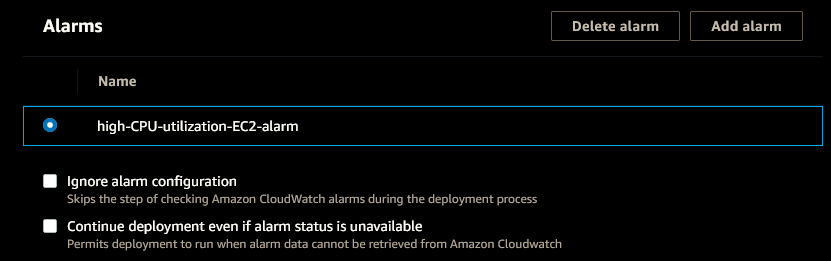 Alarms
Delete alarm
Add alarm
Name
high-CPU-utilization-EC2-alarm
Ignore alarm configuration
Skips the step of checking Amazon CloudWatch alarms during the deployment process
Continue deployment even if alarm status is unavailable
Permits deployment to run when alarm data cannot be retrieved from Amazon Cloudwatch